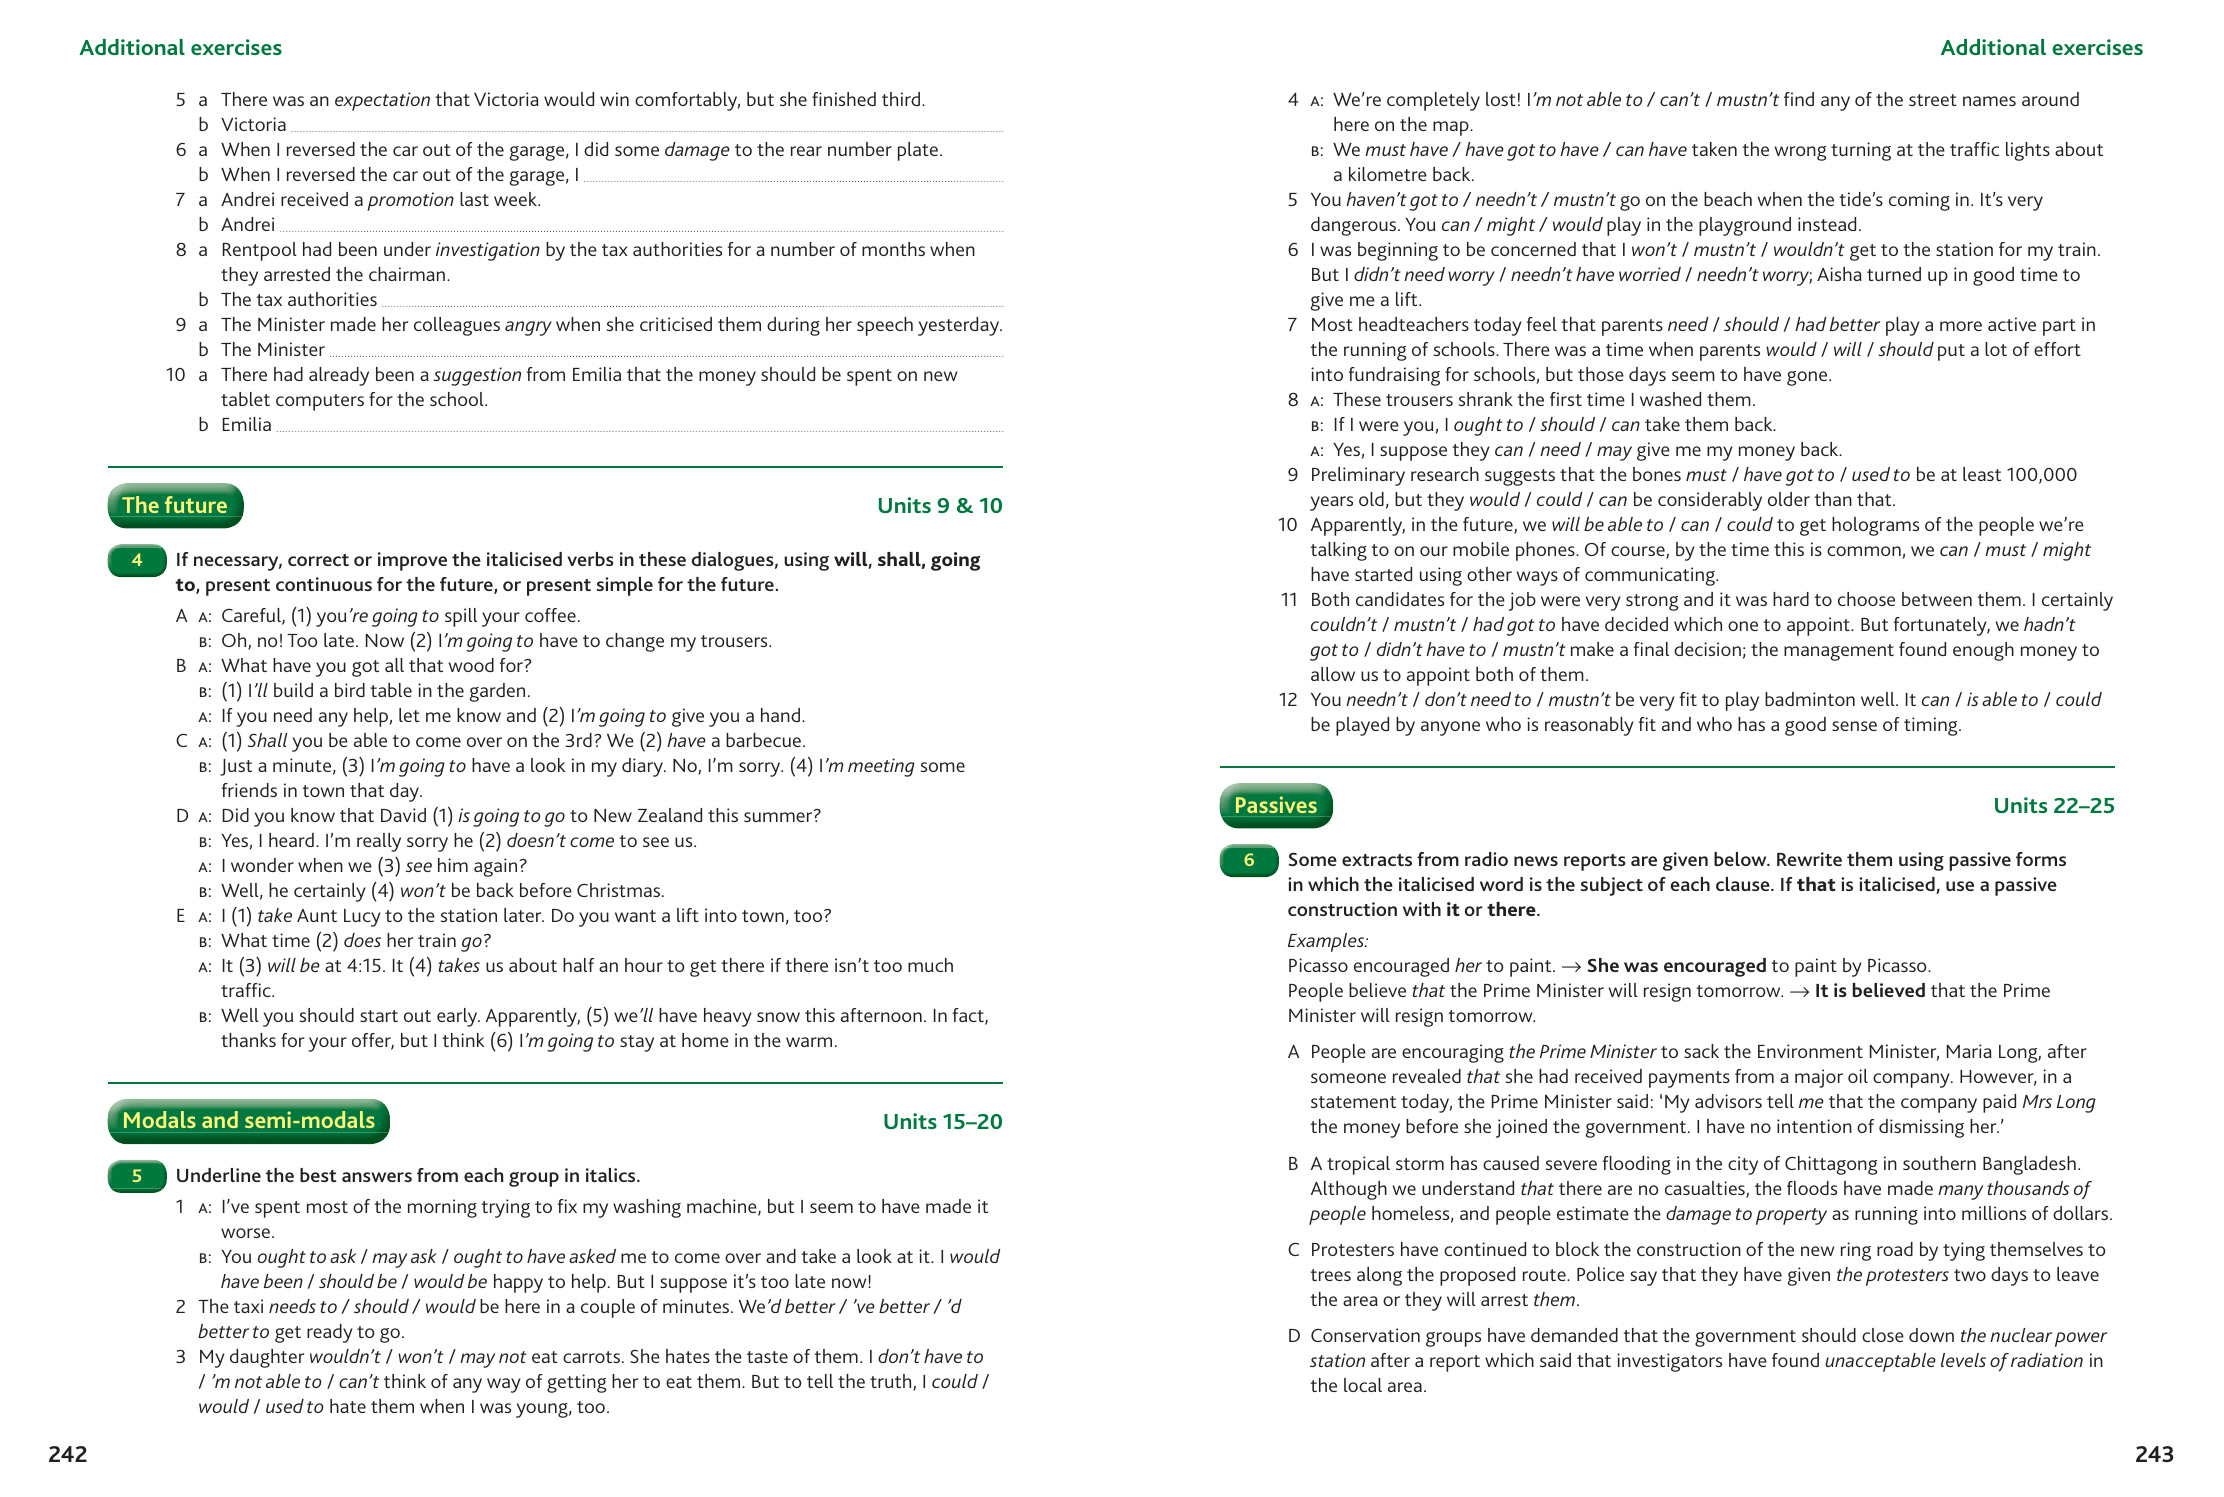 Additional exercises
5 a There was an expectation that Victoria would win comfortably, but she finished third.
b Victoria
6 a When I reversed the car out of the garage, I did some damage to the rear number plate.
b When I reversed the car out of the garage, I
7 a Andrei received a promotion last week.
b Andrei
8 a Rentpool had been under investigation by the tax authorities for a number of months when
they arrested the chairman.
b The tax authorities
9 a The Minister made her colleagues angry when she criticised them during her speech yesterday.
b The Minister
10 a There had already been a suggestion from Emilia that the money should be spent on new
tablet computers for the school.
b Emilia
The future Units 9 & 10
4 If necessary, correct or improve the italicised verbs in these dialogues, using will, shall, going
to, present continuous for the future, or present simple for the future.
A A: Careful, (1) you're going to spill your coffee.
B: Oh, no! Too late. Now (2) I'm going to have to change my trousers.
B A: What have you got all that wood for?
B: (1) I'll build a bird table in the garden.
A: If you need any help, let me know and (2) I'm going to give you a hand.
C A: (1) Shall you be able to come over on the 3rd? We (2) have a barbecue.
B: Just a minute, (3) I'm going to have a look in my diary. No, I'm sorry. (4) I'm meeting some
friends in town that day.
D A: Did you know that David (1) is going to go to New Zealand this summer?
B: Yes, I heard. I'm really sorry he (2) doesn't come to see us.
A: I wonder when we (3) see him again?
B: Well, he certainly (4) won't be back before Christmas.
E A: I (1) take Aunt Lucy to the station later. Do you want a lift into town, too?
B: What time (2) does her train go?
A: It (3) will be at 4:15. It (4) takes us about half an hour to get there if there isn't too much
traffic.
B: Well you should start out early. Apparently, (5) we'll have heavy snow this afternoon. In fact,
thanks for your offer, but I think (6) I'm going to stay at home in the warm.
Modals and semi-modals Units 15–20
5 Underline the best answers from each group in italics.
1 A: I've spent most of the morning trying to fix my washing machine, but I seem to have made it
worse.
B: You ought to ask / may ask / ought to have asked me to come over and take a look at it. I would
have been / should be / would be happy to help. But I suppose it's too late now!
2 The taxi needs to / should / would be here in a couple of minutes. We'd better / 've better / 'd
better to get ready to go.
3 My daughter wouldn't / won't / may not eat carrots. She hates the taste of them. I don't have to
/ 'm not able to / can't think of any way of getting her to eat them. But to tell the truth, I could /
would / used to hate them when I was young, too.
242
Additional exercises
4 A: We're completely lost! I'm not able to / can't / mustn't find any of the street names around
here on the map.
B: We must have / have got to have / can have taken the wrong turning at the traffic lights about
a kilometre back.
5 You haven't got to / needn't / mustn't go on the beach when the tide's coming in. It's very
dangerous. You can / might / would play in the playground instead.
6 I was beginning to be concerned that I won't / mustn't / wouldn't get to the station for my train.
But I didn't need worry / needn't have worried / needn't worry; Aisha turned up in good time to
give me a lift.
7 Most headteachers today feel that parents need / should / had better play a more active part in
the running of schools. There was a time when parents would / will / should put a lot of effort
into fundraising for schools, but those days seem to have gone.
8 A: These trousers shrank the first time I washed them.
B: If I were you, I ought to / should / can take them back.
A: Yes, I suppose they can / need / may give me my money back.
9 Preliminary research suggests that the bones must / have got to / used to be at least 100,000
years old, but they would / could / can be considerably older than that.
10 Apparently, in the future, we will be able to / can / could to get holograms of the people we're
talking to on our mobile phones. Of course, by the time this is common, we can / must / might
have started using other ways of communicating.
11 Both candidates for the job were very strong and it was hard to choose between them. I certainly
couldn't / mustn't / had got to have decided which one to appoint. But fortunately, we hadn't
got to / didn't have to / mustn't make a final decision; the management found enough money to
allow us to appoint both of them.
12 You needn't / don't need to / mustn't be very fit to play badminton well. It can / is able to / could
be played by anyone who is reasonably fit and who has a good sense of timing.
Passives Units 22–25
6 Some extracts from radio news reports are given below. Rewrite them using passive forms
in which the italicised word is the subject of each clause. If that is italicised, use a passive
construction with it or there.
Examples:
Picasso encouraged her to paint. → She was encouraged to paint by Picasso.
People believe that the Prime Minister will resign tomorrow. → It is believed that the Prime
Minister will resign tomorrow.
A People are encouraging the Prime Minister to sack the Environment Minister, Maria Long, after
someone revealed that she had received payments from a major oil company. However, in a
statement today, the Prime Minister said: 'My advisors tell me that the company paid Mrs Long
the money before she joined the government. I have no intention of dismissing her.'
B A tropical storm has caused severe flooding in the city of Chittagong in southern Bangladesh.
Although we understand that there are no casualties, the floods have made many thousands of
people homeless, and people estimate the damage to property as running into millions of dollars.
C Protesters have continued to block the construction of the new ring road by tying themselves to
trees along the proposed route. Police say that they have given the protesters two days to leave
the area or they will arrest them.
D Conservation groups have demanded that the government should close down the nuclear power
station after a report which said that investigators have found unacceptable levels of radiation in
the local area.
243